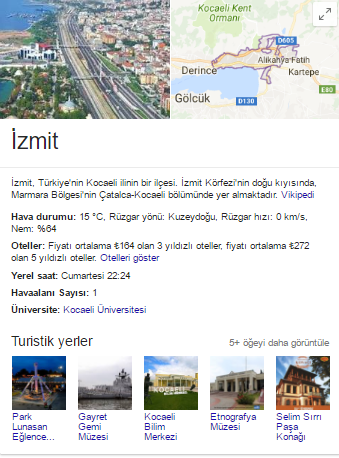 Kocaeli Kent
Ormanı
D605
Alikahya Fatih
Derince
Kartepe
Gölcük
D130
E80
İzmit
İzmit, Türkiye'nin Kocaeli ilinin bir ilçesi. İzmit Körfezi'nin doğu kıyısında,
Marmara Bölgesi'nin Çatalca-Kocaeli bölümünde yer almaktadır. Vikipedi
Hava durumu: 15 °C, Rüzgar yönü: Kuzeydoğu, Rüzgar hızı: 0 km/s,
Nem: %64
Oteller: Fiyatı ortalama ₺164 olan 3 yıldızlı oteller, fiyatı ortalama ₺272
olan 5 yıldızlı oteller. Otelleri göster
Yerel saat: Cumartesi 22:24
Havaalanı Sayısı: 1
Üniversite: Kocaeli Üniversitesi
Turistik yerler
5+ öğeyi daha görüntüle
Park
Lunasan
Eğlence...
Gayret
Gemi
Müzesi
Kocaeli
Bilim
Merkezi
Etnografya
Müzesi
Selim Sırrı
Paşa
Konağı